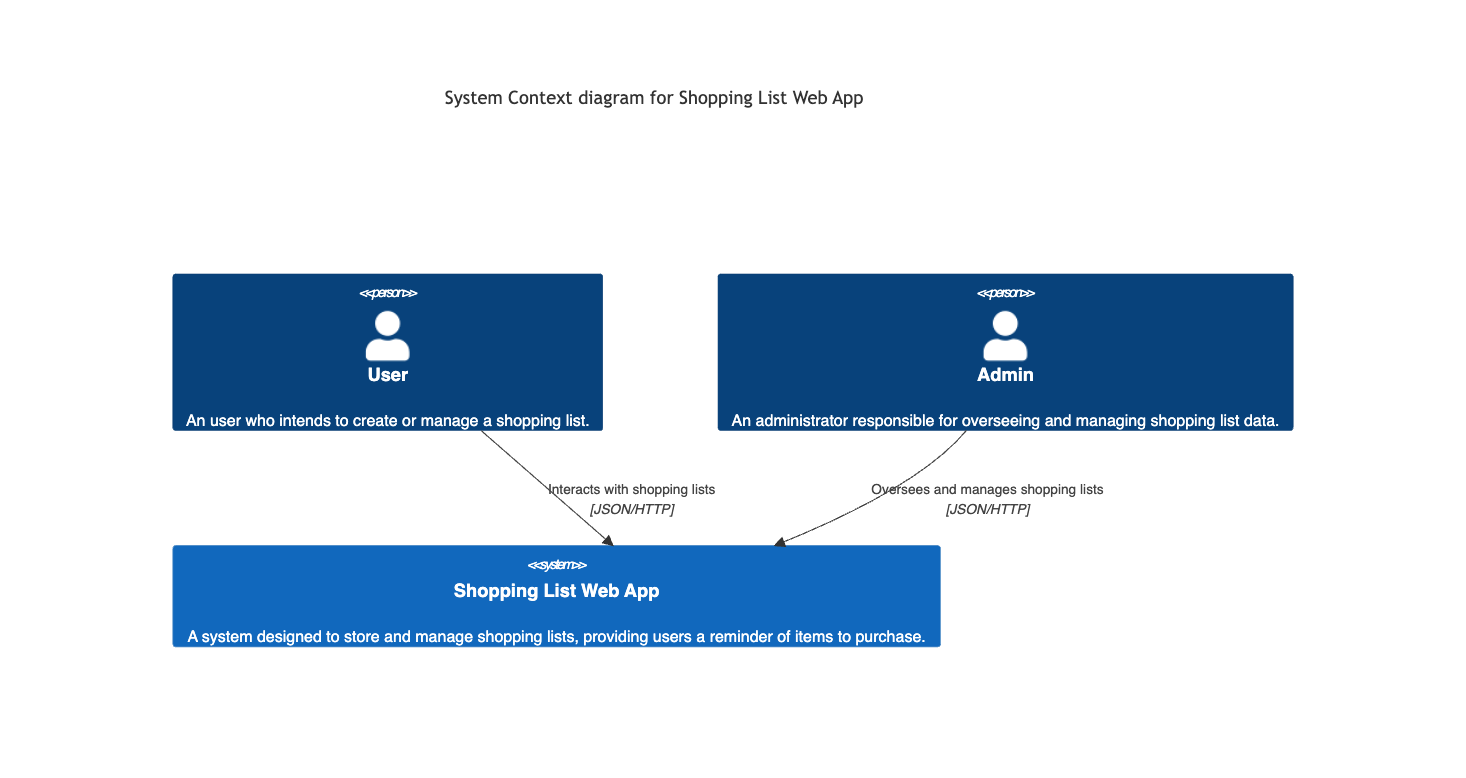 System Context diagram for Shopping List Web App
<<person>>
User
An user who intends to create or manage a shopping list.
<<person>>
Admin
An administrator responsible for overseeing and managing shopping list data.
Interacts with shopping lists
[JSON/HTTP]
Oversees and manages shopping lists
[JSON/HTTP]
<<system>>
Shopping List Web App
A system designed to store and manage shopping lists, providing users a reminder of items to purchase.